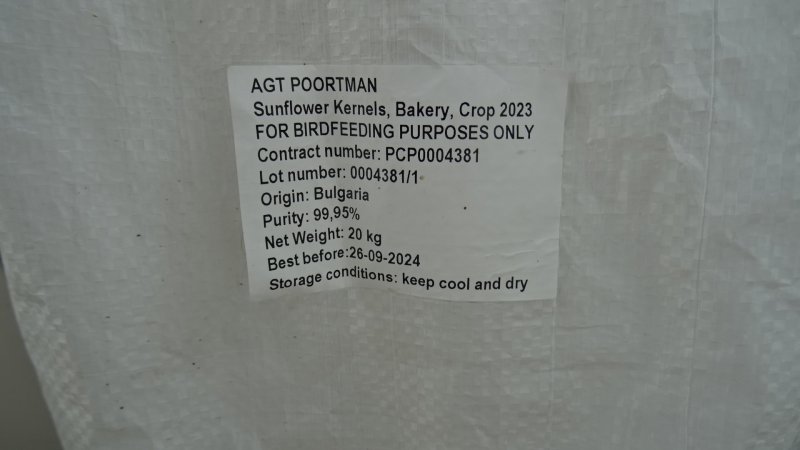 AGT POORTMAN
Sunflower Kernels, Bakery, Crop 2023
FOR BIRDFEEDING PURPOSES ONLY
Contract number: PCP0004381
Lot number: 0004381/1
Origin: Bulgaria
Purity: 99,95%
Net Weight: 20 kg
Best before:26-09-2024
Storage conditions: keep cool and dry